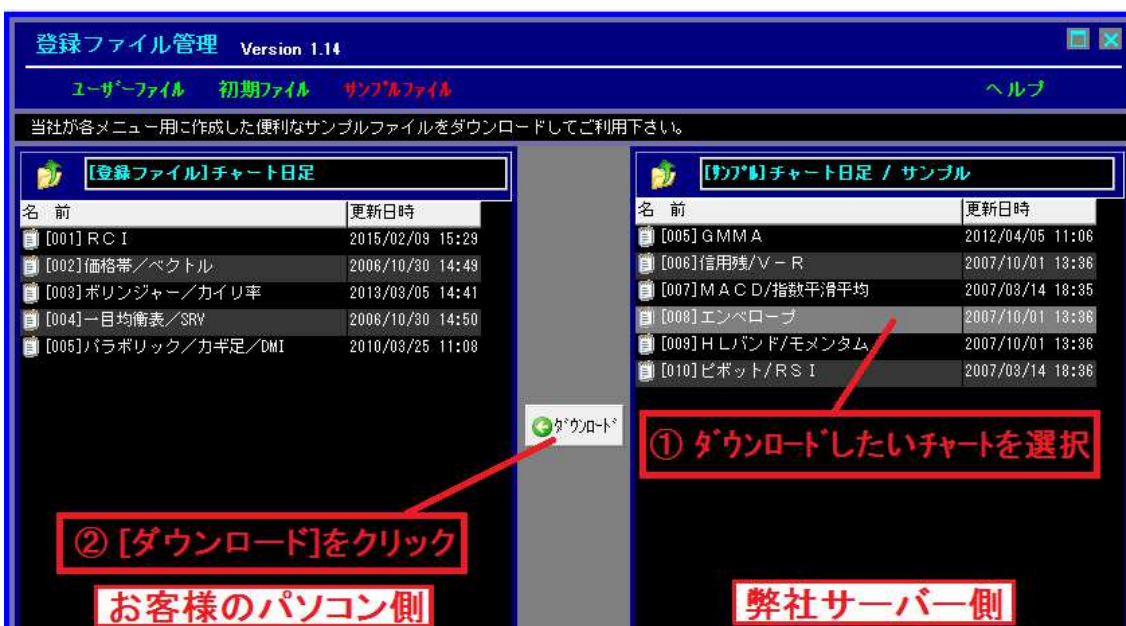 登録ファイル管理 Version 1.14
ユーザーファイル 初期ファイル サンプルファイル ヘルプ
当社が各メニュー用に作成した便利なサンプルファイルをダウンロードしてご利用下さい。
[登録ファイル]チャート日足
名 前 更新日時
[001]ＲＣＩ 2015/02/09 15:29
[002]価格帯／ベクトル 2006/10/30 14:49
[003]ボリンジャー／カイリ率 2013/03/05 14:41
[004]一目均衡表／SRV 2006/10/30 14:50
[005]パラボリック／カギ足／DMI 2010/03/25 11:08
ダウンロード
② [ダウンロード]をクリック
お客様のパソコン側
[サンプル]チャート日足 / サンプル
名 前 更新日時
[005]ＧＭＭＡ 2012/04/05 11:06
[006]信用残/Ｖ－Ｒ 2007/10/01 13:36
[007]ＭＡＣＤ/指数平滑平均 2007/03/14 18:35
[008]エンベロープ 2007/10/01 13:36
[009]ＨＬバンド/モメンタム 2007/10/01 13:36
[010]ピボット/ＲＳＩ 2007/03/14 18:36
① ダウンロードしたいチャートを選択
弊社サーバー側